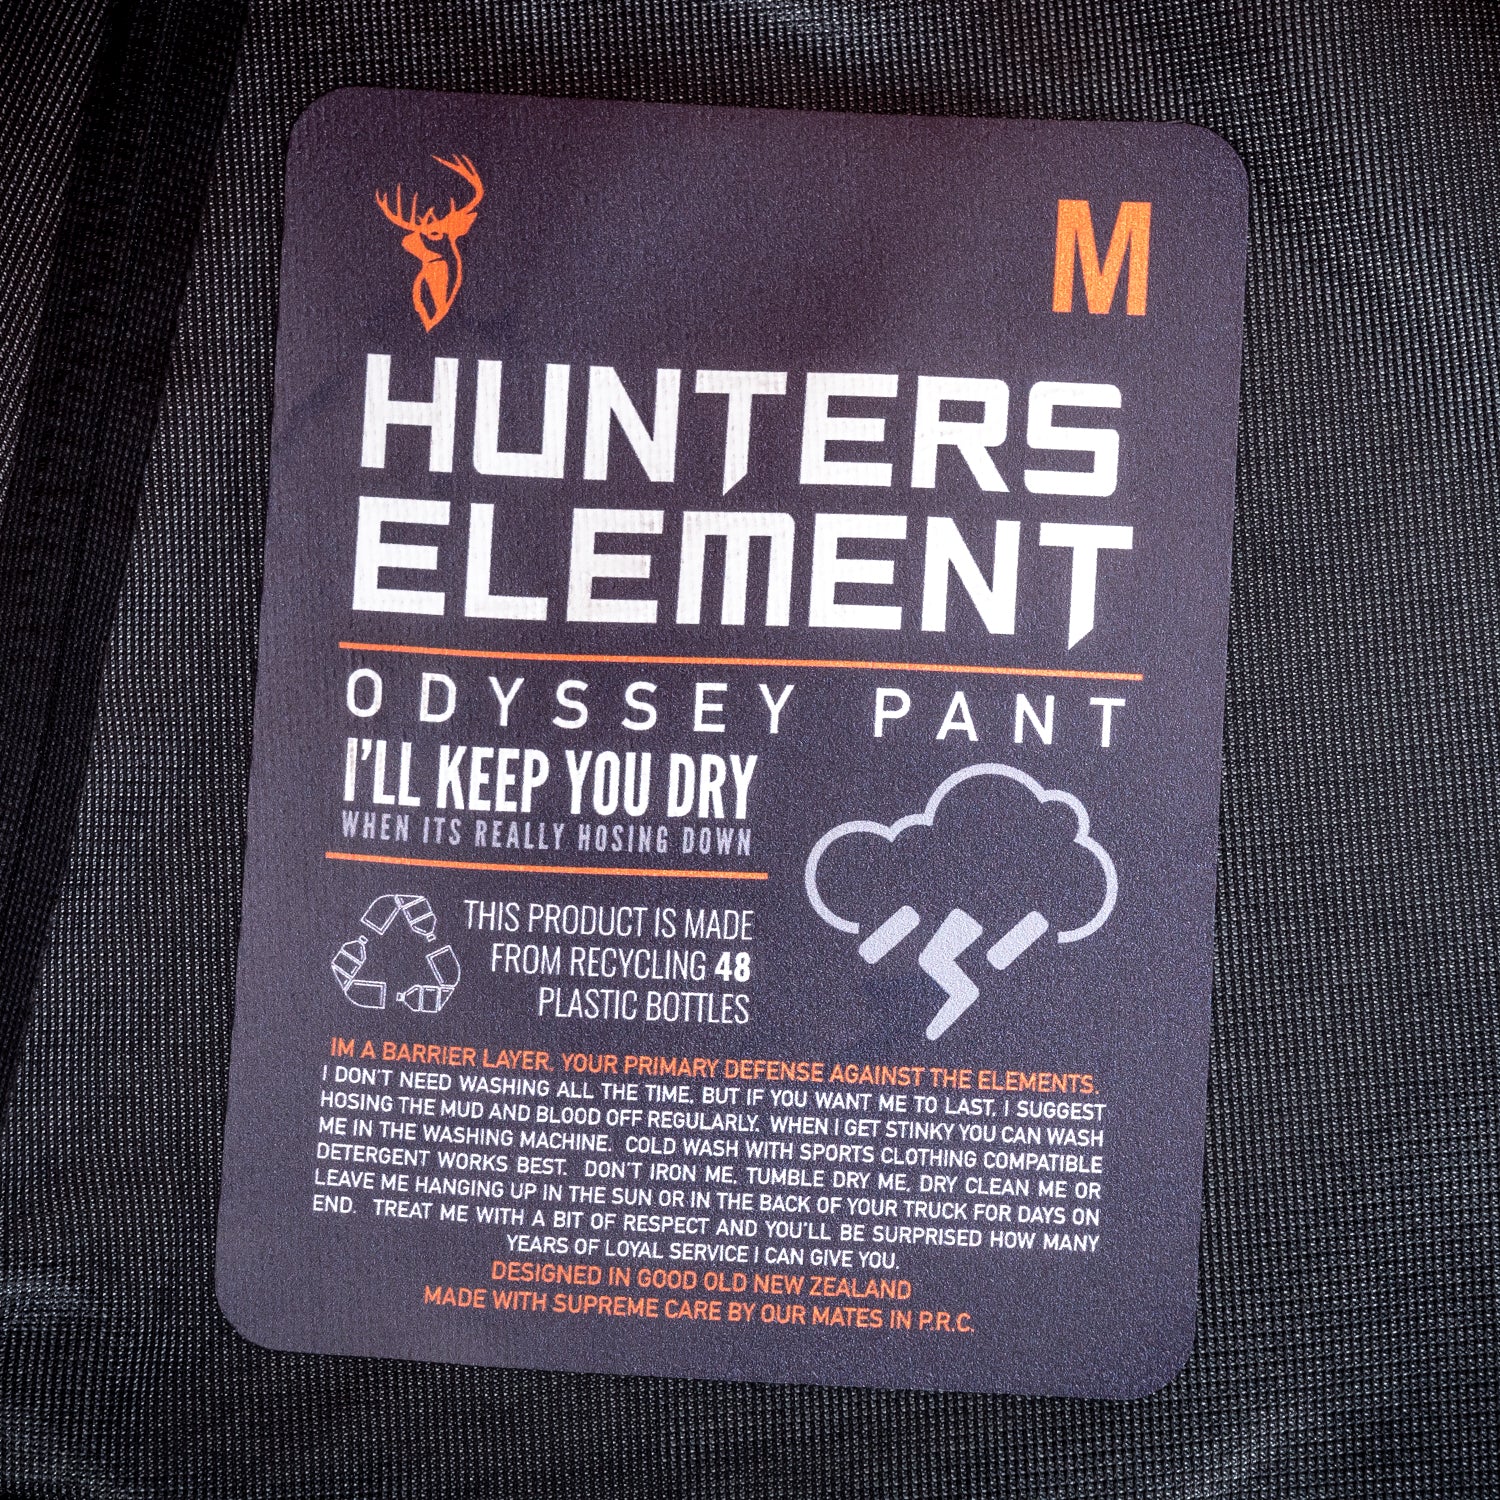 M
HUNTERS
ELEMENT
ODYSSEY PANT
I'LL KEEP YOU DRY
WHEN ITS REALLY HOSING DOWN
THIS PRODUCT IS MADE
FROM RECYCLING 48
PLASTIC BOTTLES
IM A BARRIER LAYER. YOUR PRIMARY DEFENSE AGAINST THE ELEMENTS.
I DON'T NEED WASHING ALL THE TIME, BUT IF YOU WANT ME TO LAST, I SUGGEST
HOSING THE MUD AND BLOOD OFF REGULARLY. WHEN I GET STINKY YOU CAN WASH
ME IN THE WASHING MACHINE. COLD WASH WITH SPORTS CLOTHING COMPATIBLE
DETERGENT WORKS BEST. DON'T IRON ME, TUMBLE DRY ME, DRY CLEAN ME OR
LEAVE ME HANGING UP IN THE SUN OR IN THE BACK OF YOUR TRUCK FOR DAYS ON
END. TREAT ME WITH A BIT OF RESPECT AND YOU'LL BE SURPRISED HOW MANY
YEARS OF LOYAL SERVICE I CAN GIVE YOU.
DESIGNED IN GOOD OLD NEW ZEALAND
MADE WITH SUPREME CARE BY OUR MATES IN P.R.C.